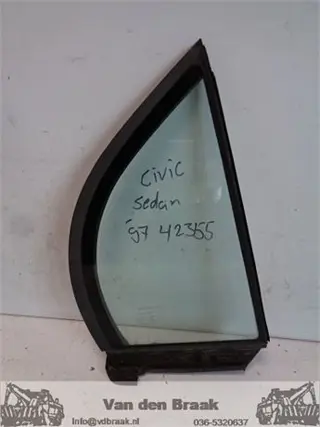 Civic
sedan
'97 42355
Van den Braak
info@vdbraak.nl
036-5320637